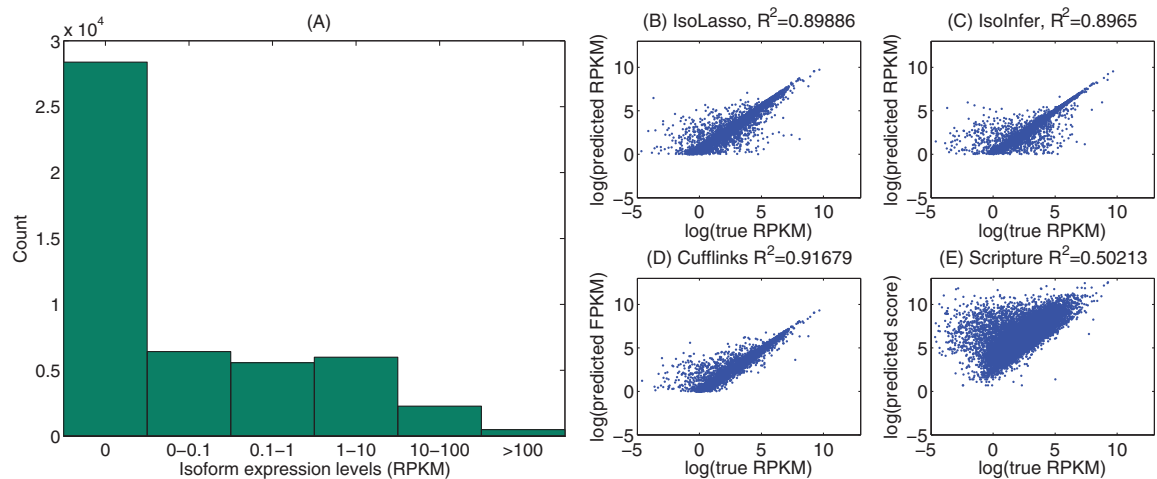 (A)
x 10^4
3
2.5
2
1.5
1
0.5
0
Count
0 0–0.1 0.1–1 1–10 10–100 >100
Isoform expression levels (RPKM)
(B) IsoLasso, R²=0.89886
log(predicted RPKM)
10
5
0
−5
−5 0 5 10
log(true RPKM)
(C) IsoInfer, R²=0.8965
log(predicted RPKM)
10
5
0
−5
−5 0 5 10
log(true RPKM)
(D) Cufflinks R²=0.91679
log(predicted FPKM)
10
5
0
−5
−5 0 5 10
log(true RPKM)
(E) Scripture R²=0.50213
log(predicted score)
10
5
0
−5
−5 0 5 10
log(true RPKM)